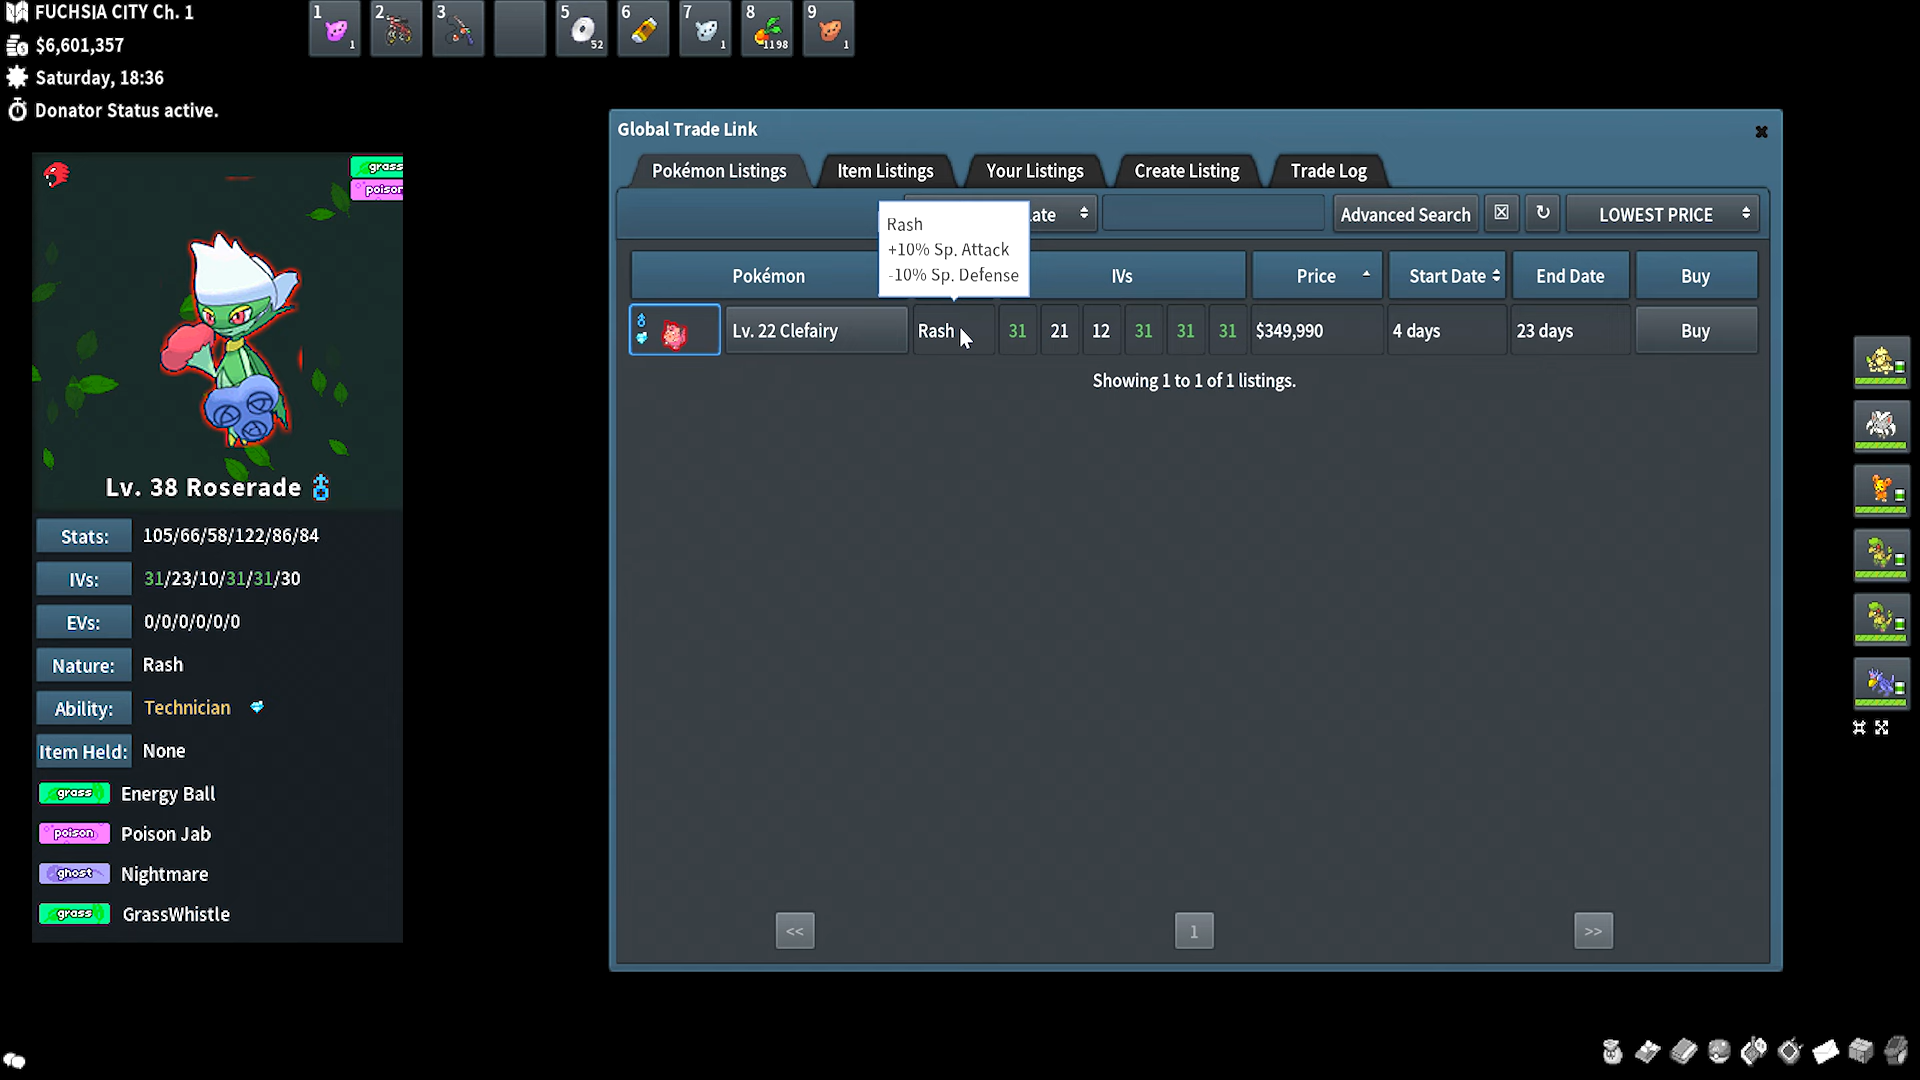 FUCHSIA CITY Ch. 1
$6,601,357
Saturday, 18:36
Donator Status active.
1 1
2
3
5 52
6
7 1
8 1198
9 1
grass
poison
Lv. 38 Roserade
Stats: 105/66/58/122/86/84
IVs: 31/23/10/31/31/30
EVs: 0/0/0/0/0/0
Nature: Rash
Ability: Technician
Item Held: None
grass Energy Ball
poison Poison Jab
ghost Nightmare
grass GrassWhistle
Global Trade Link
Pokémon Listings Item Listings Your Listings Create Listing Trade Log
ate Advanced Search LOWEST PRICE
Rash
+10% Sp. Attack
-10% Sp. Defense
Pokémon IVs Price Start Date End Date Buy
Lv. 22 Clefairy Rash 31 21 12 31 31 31 $349,990 4 days 23 days Buy
Showing 1 to 1 of 1 listings.
<< 1 >>